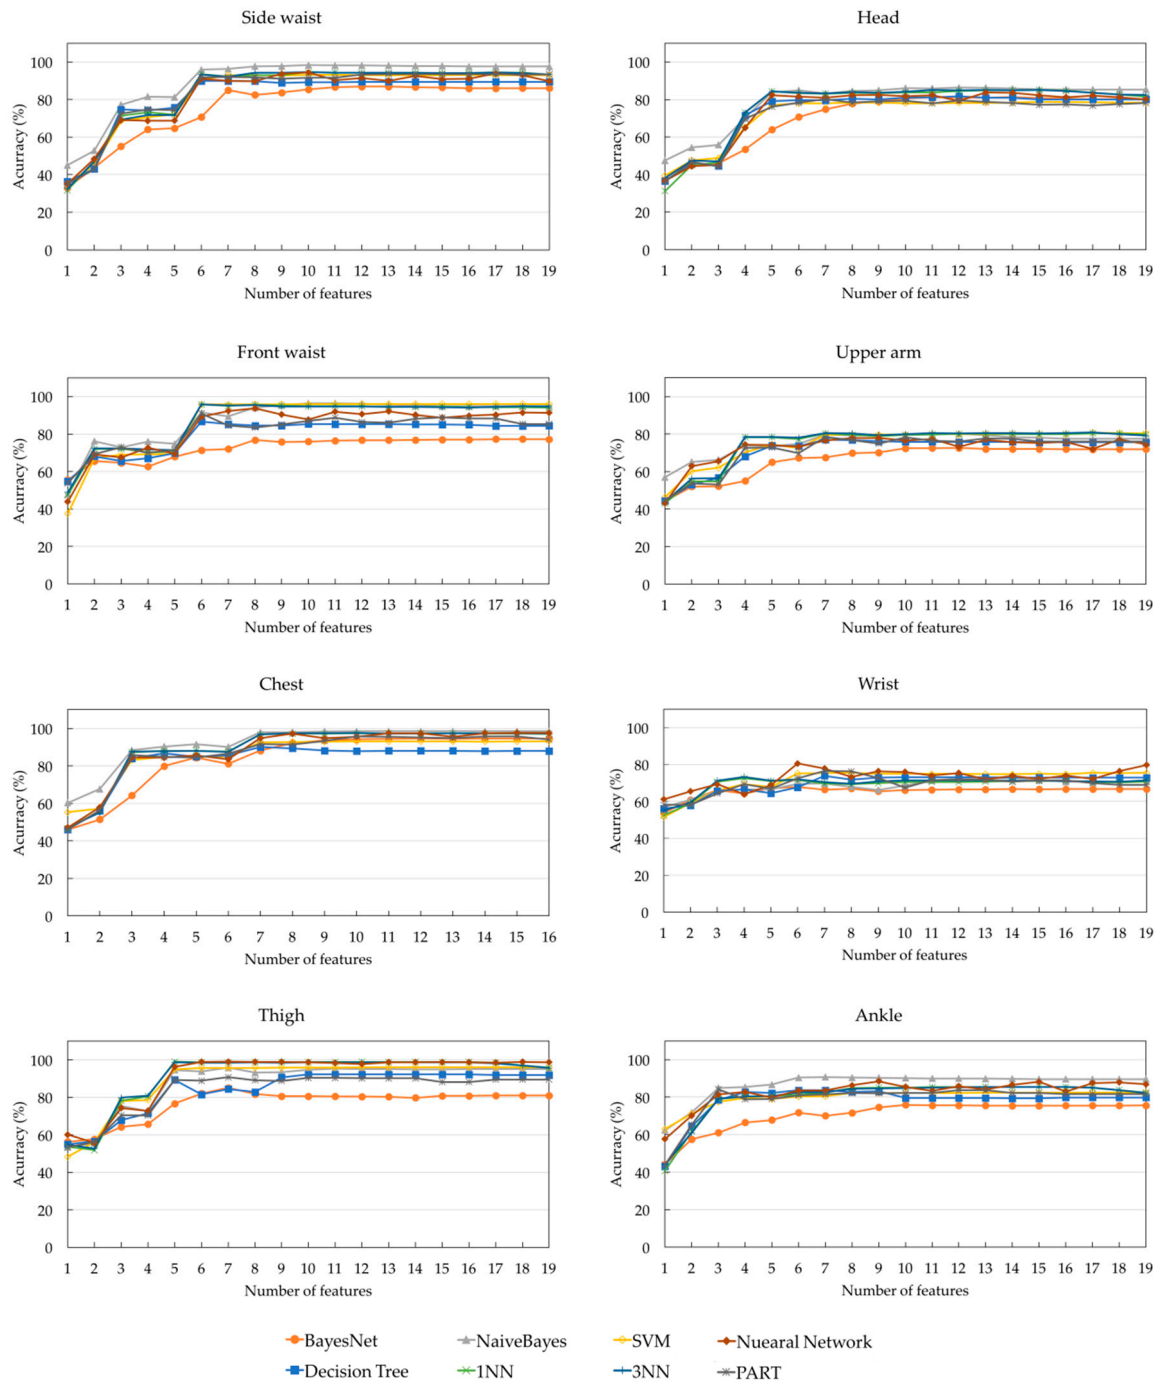 Side waist
Acurracy (%)
100
80
60
40
20
0
1 2 3 4 5 6 7 8 9 10 11 12 13 14 15 16 17 18 19
Number of features
Head
Acurracy (%)
100
80
60
40
20
0
1 2 3 4 5 6 7 8 9 10 11 12 13 14 15 16 17 18 19
Number of features
Front waist
Acurracy (%)
100
80
60
40
20
0
1 2 3 4 5 6 7 8 9 10 11 12 13 14 15 16 17 18 19
Number of features
Upper arm
Acurracy (%)
100
80
60
40
20
0
1 2 3 4 5 6 7 8 9 10 11 12 13 14 15 16 17 18 19
Number of features
Chest
Acurracy (%)
100
80
60
40
20
0
1 2 3 4 5 6 7 8 9 10 11 12 13 14 15 16
Number of features
Wrist
Acurracy (%)
100
80
60
40
20
0
1 2 3 4 5 6 7 8 9 10 11 12 13 14 15 16 17 18 19
Number of features
Thigh
Acurracy (%)
100
80
60
40
20
0
1 2 3 4 5 6 7 8 9 10 11 12 13 14 15 16 17 18 19
Number of features
Ankle
Acurracy (%)
100
80
60
40
20
0
1 2 3 4 5 6 7 8 9 10 11 12 13 14 15 16 17 18 19
Number of features
BayesNet NaiveBayes SVM Nuearal Network
Decision Tree 1NN 3NN PART